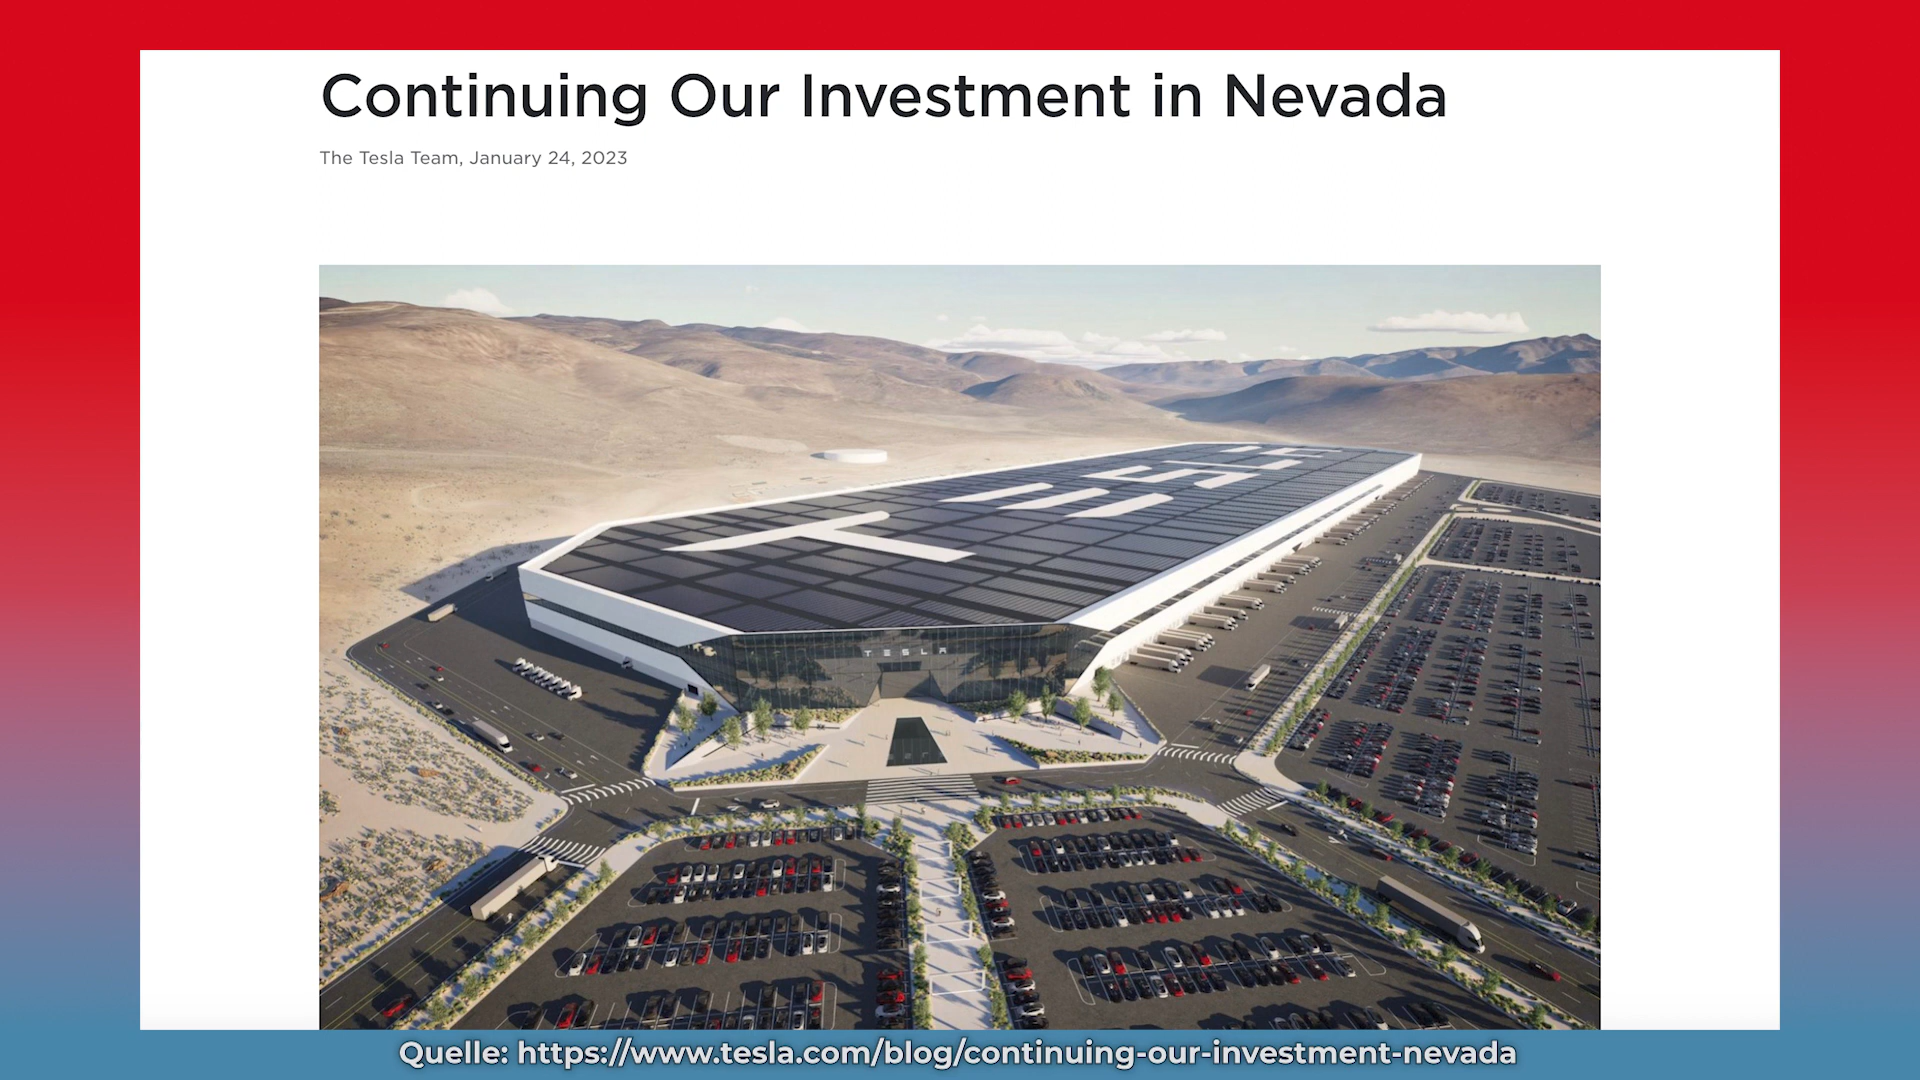 Continuing Our Investment in Nevada
The Tesla Team, January 24, 2023
TESLA
TESLA
Quelle: https://www.tesla.com/blog/continuing-our-investment-nevada